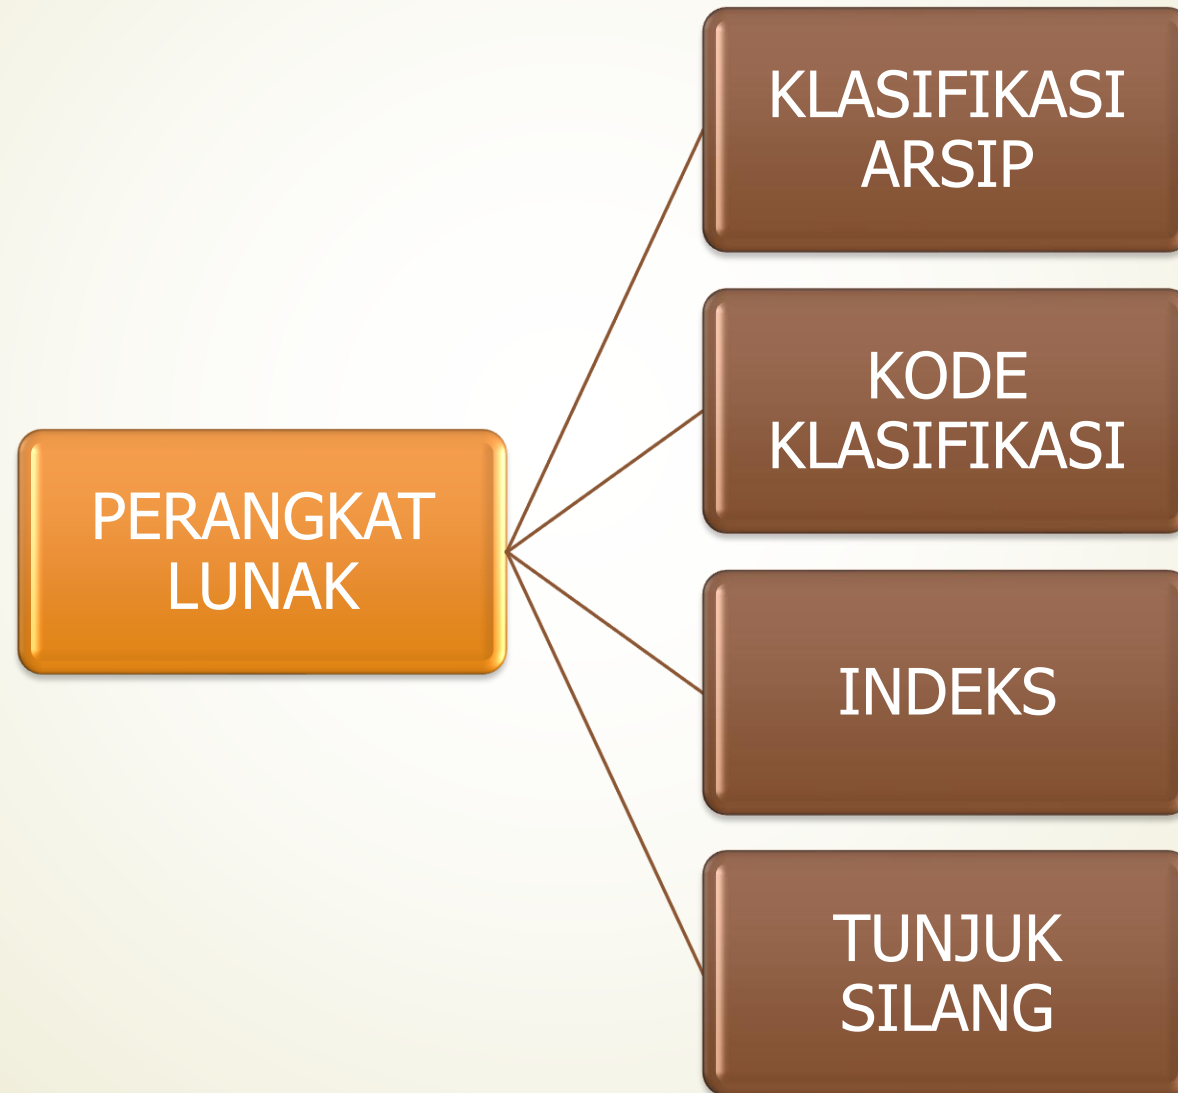 KLASIFIKASI
ARSIP
KODE
KLASIFIKASI
PERANGKAT
LUNAK
INDEKS
TUNJUK
SILANG